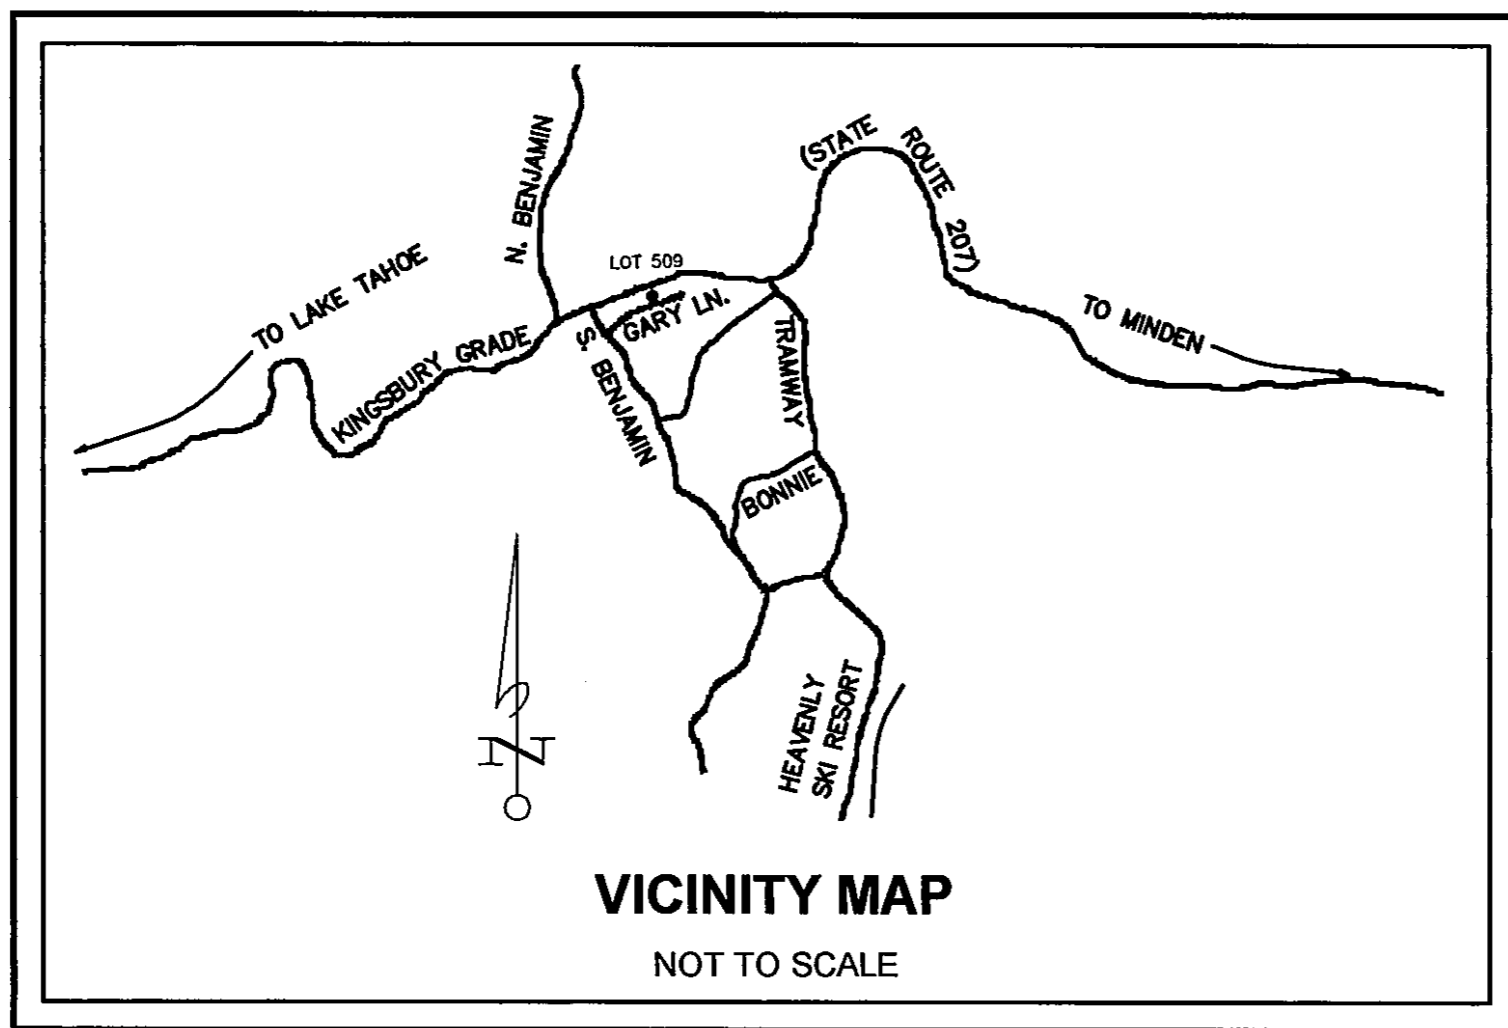 N. BENJAMIN
(STATE ROUTE 207)
LOT 509
TO LAKE TAHOE
KINGSBURY GRADE
GARY LN.
S. BENJAMIN
TRAMWAY
TO MINDEN
BONNIE
HEAVENLY
SKI RESORT
N
VICINITY MAP
NOT TO SCALE